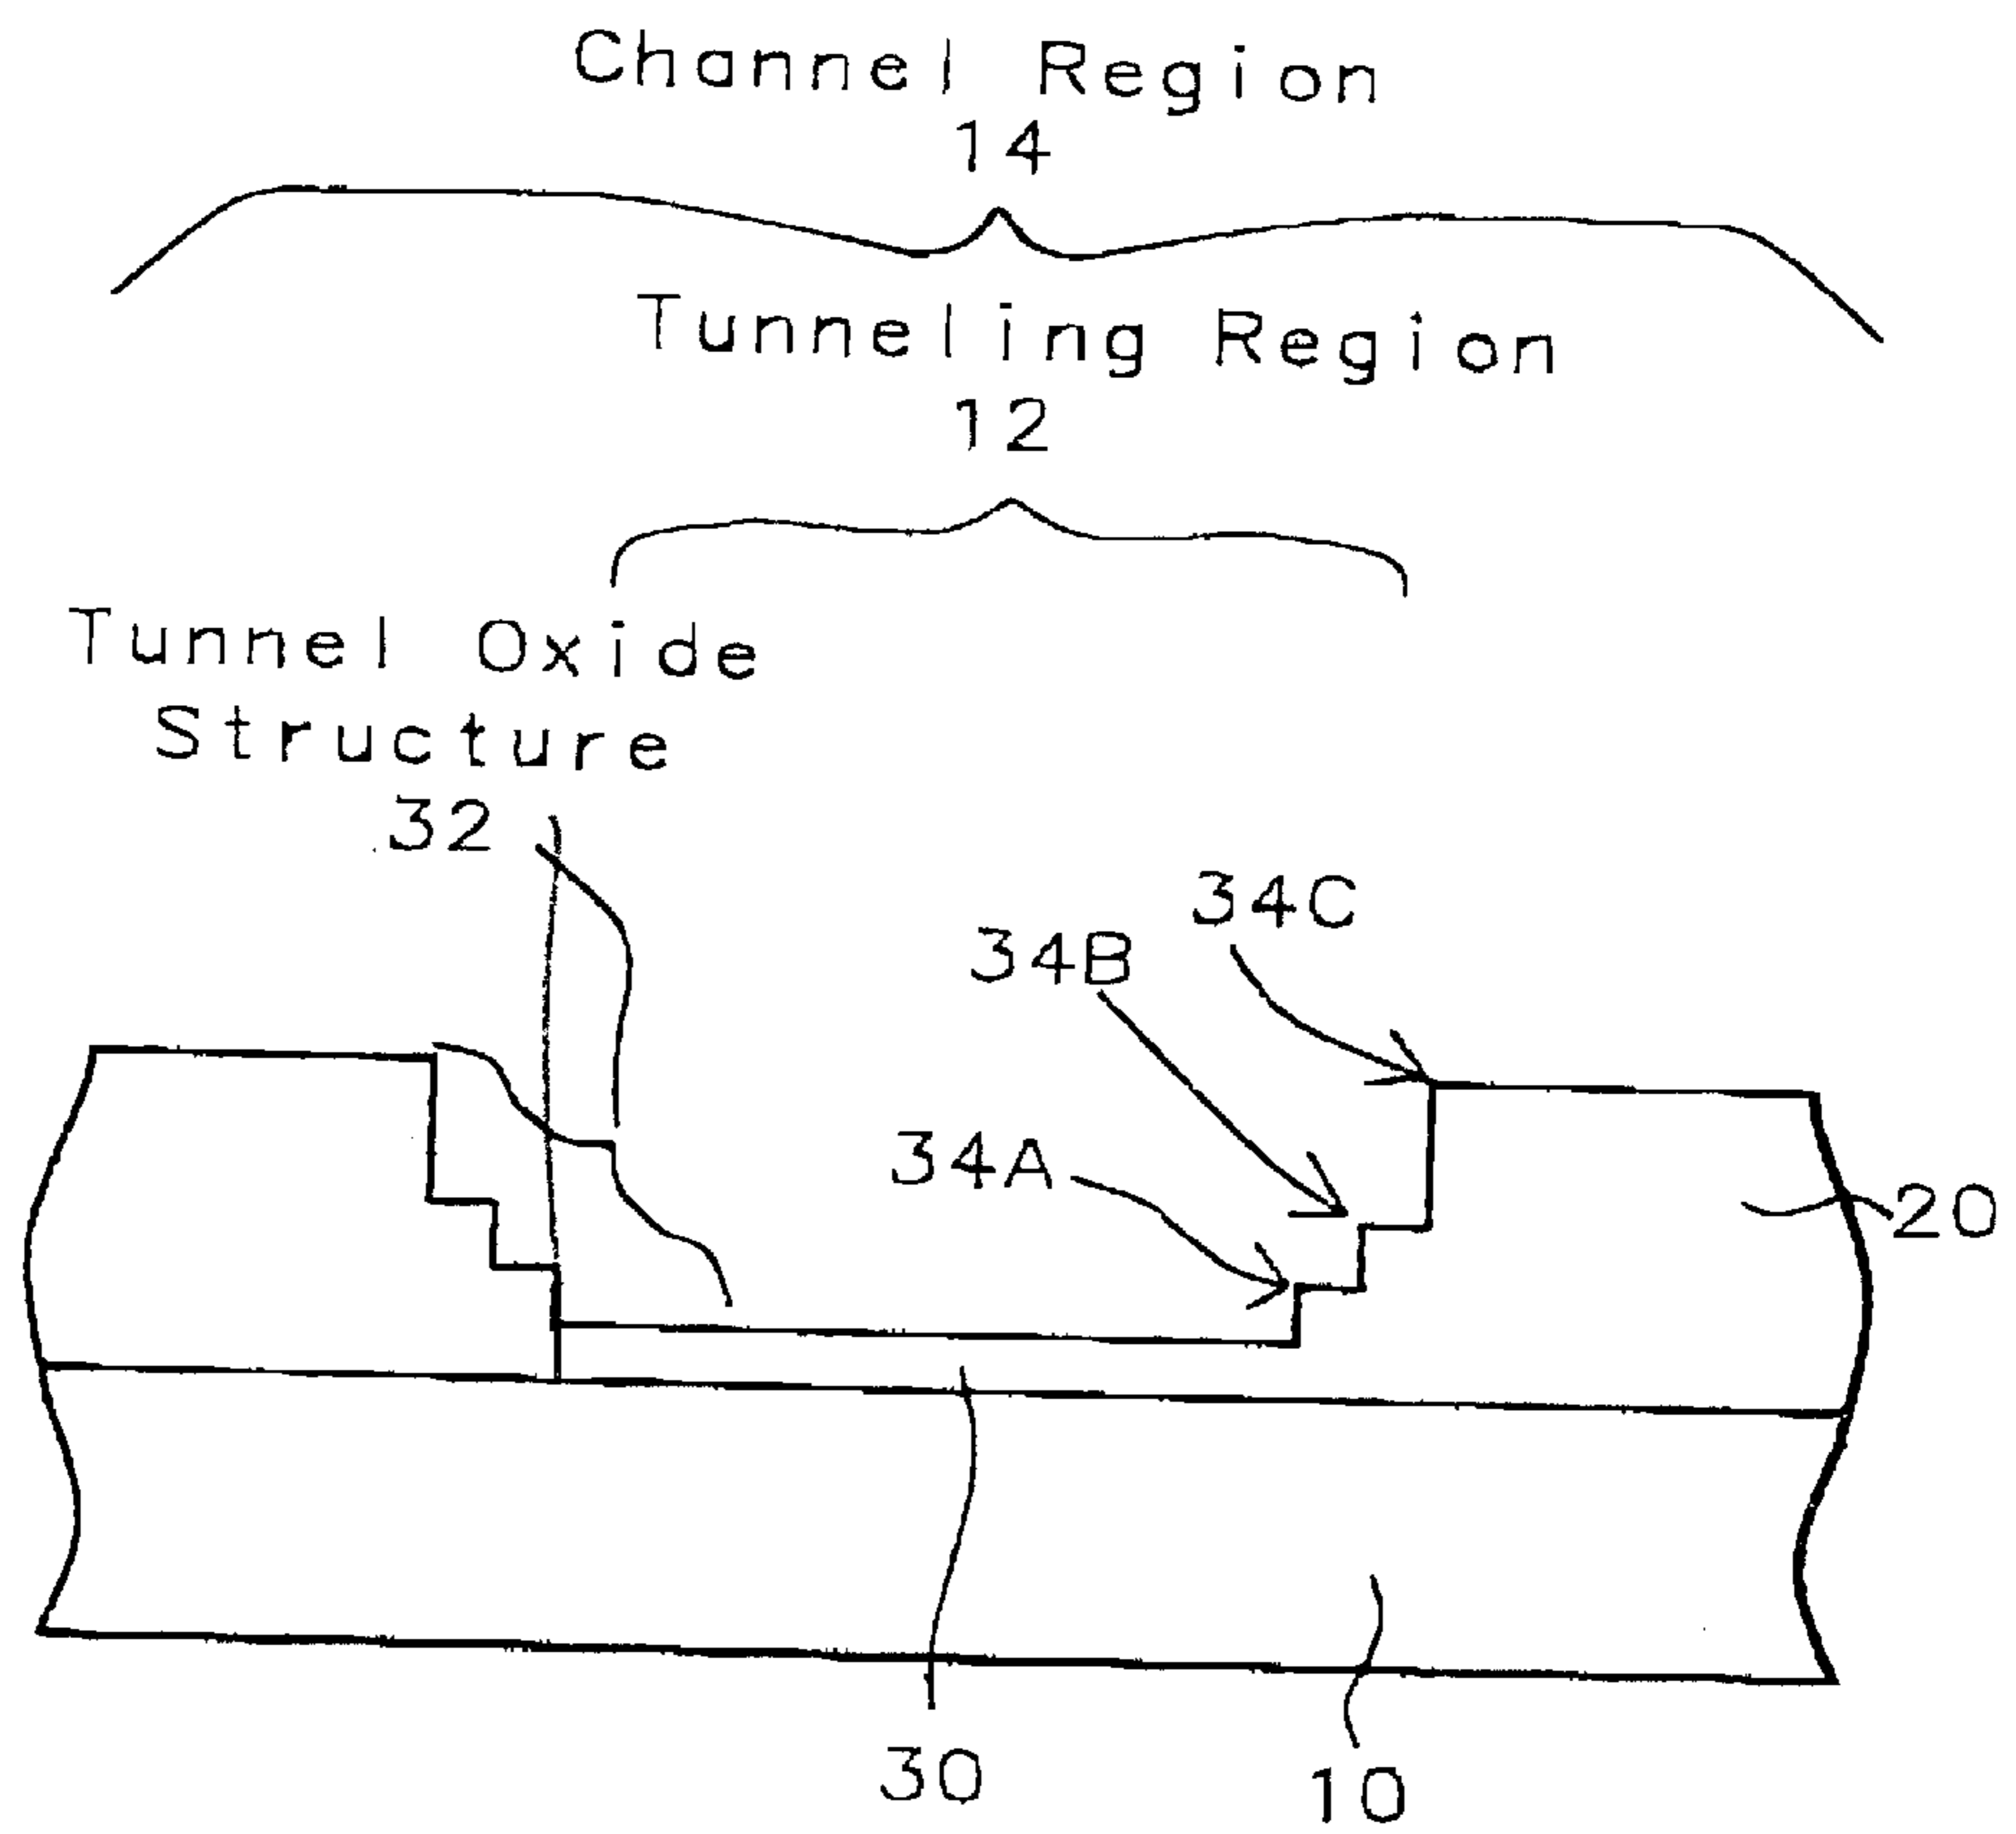 Channel Region
14
Tunneling Region
12
Tunnel Oxide
Structure
32
34C
34B
34A
20
30
10